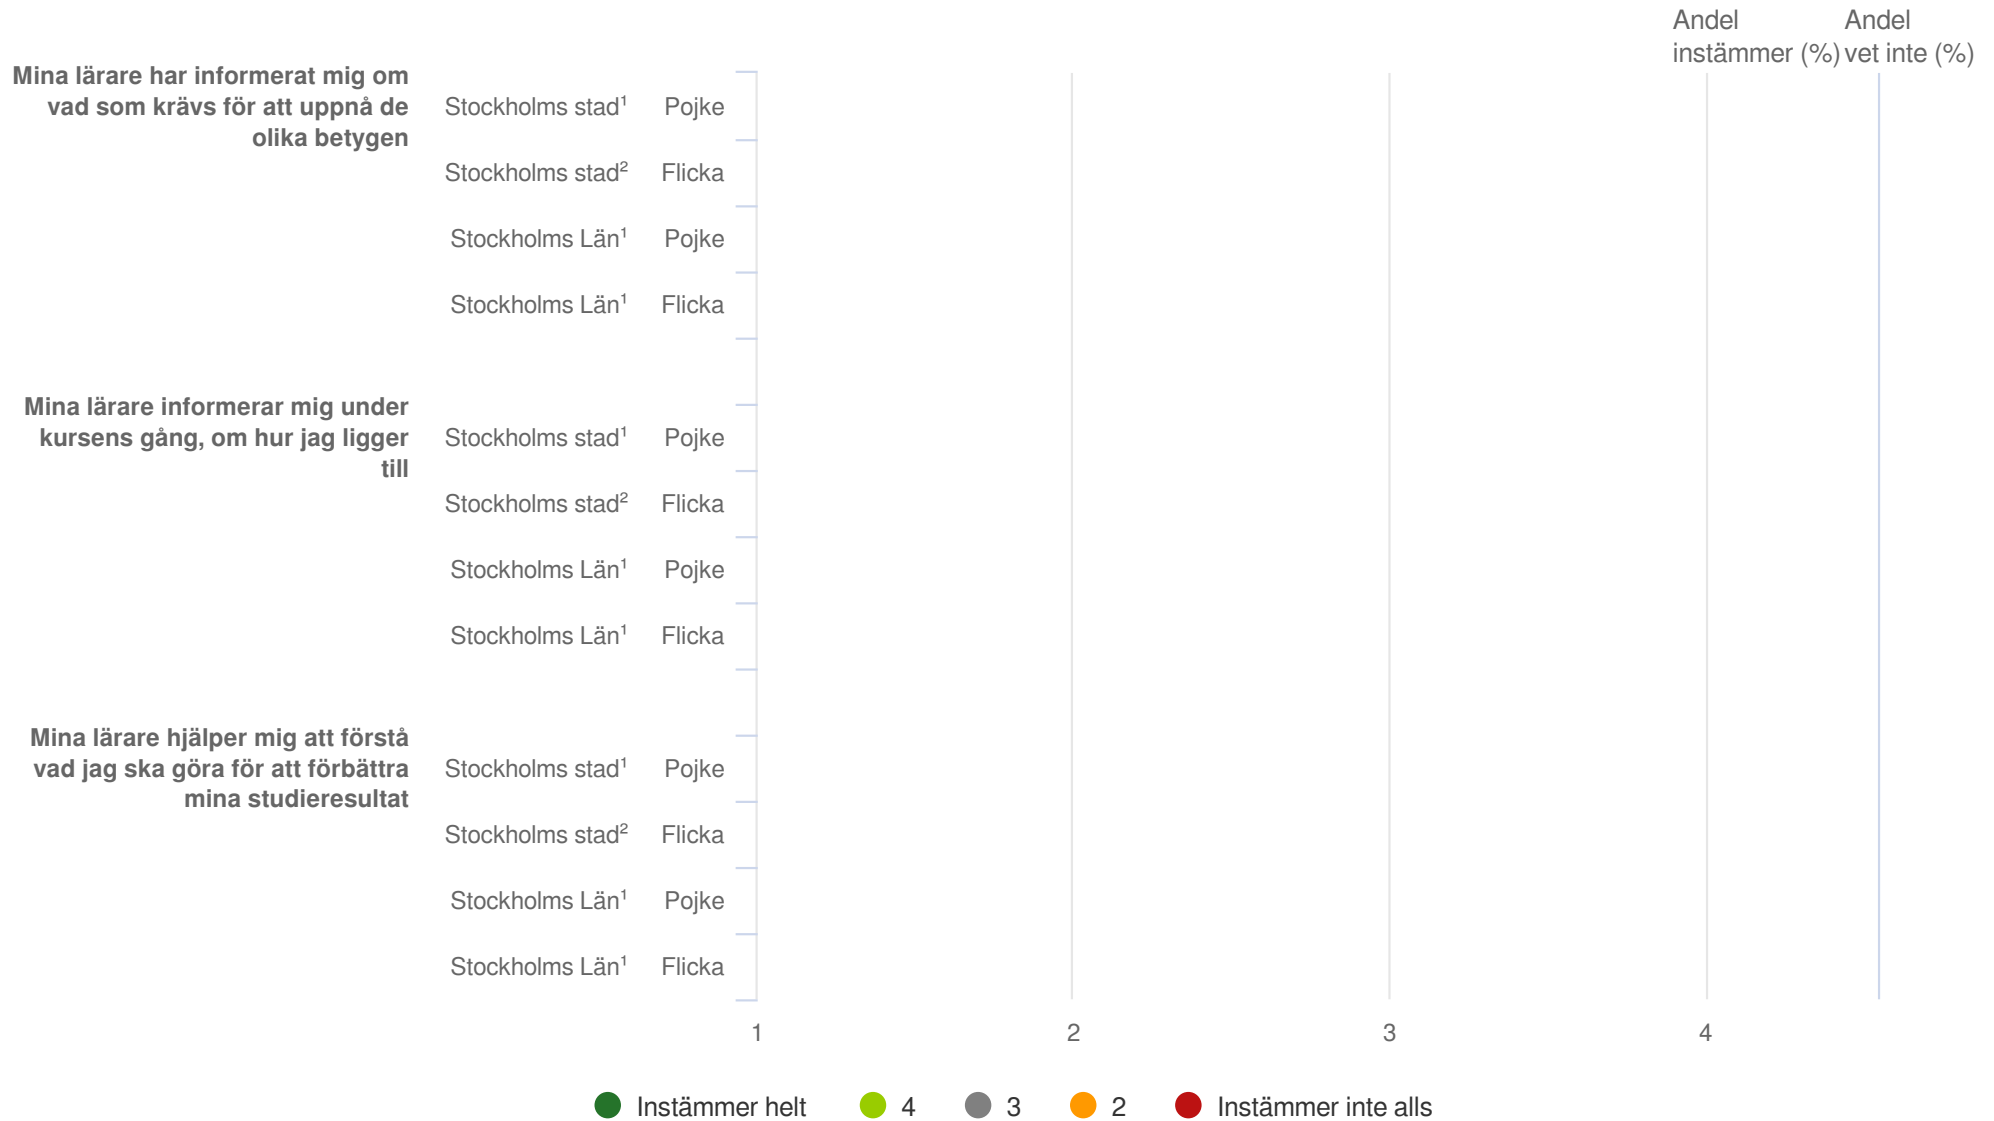 Andel Andel
instämmer (%) vet inte (%)
Mina lärare har informerat mig om
vad som krävs för att uppnå de
olika betygen
Stockholms stad¹ Pojke
Stockholms stad² Flicka
Stockholms Län¹ Pojke
Stockholms Län¹ Flicka
Mina lärare informerar mig under
kursens gång, om hur jag ligger
till
Stockholms stad¹ Pojke
Stockholms stad² Flicka
Stockholms Län¹ Pojke
Stockholms Län¹ Flicka
Mina lärare hjälper mig att förstå
vad jag ska göra för att förbättra
mina studieresultat
Stockholms stad¹ Pojke
Stockholms stad² Flicka
Stockholms Län¹ Pojke
Stockholms Län¹ Flicka
1 2 3 4
Instämmer helt 4 3 2 Instämmer inte alls